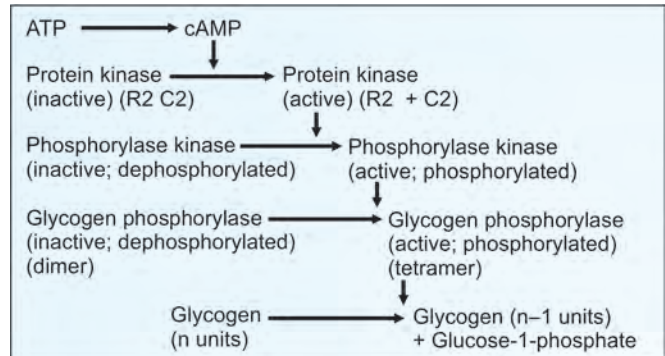 ATP cAMP
Protein kinase Protein kinase
(inactive) (R2 C2) (active) (R2 + C2)
Phosphorylase kinase Phosphorylase kinase
(inactive; dephosphorylated) (active; phosphorylated)
Glycogen phosphorylase Glycogen phosphorylase
(inactive; dephosphorylated) (active; phosphorylated)
(dimer) (tetramer)
Glycogen Glycogen (n–1 units)
(n units) + Glucose-1-phosphate